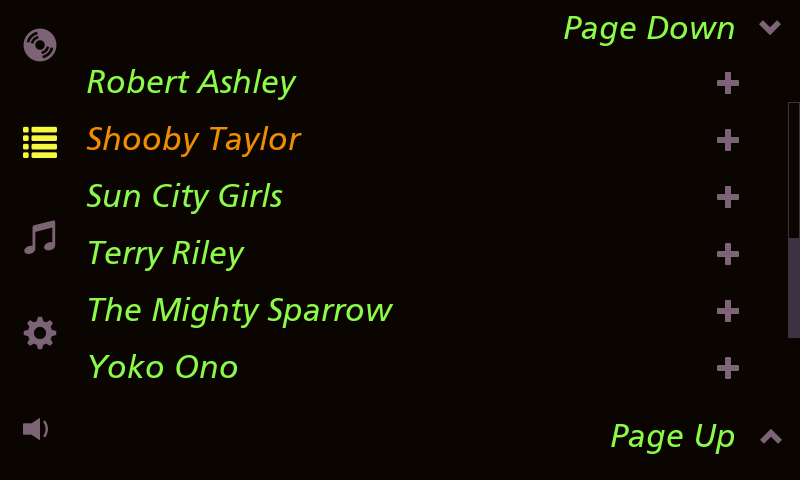 Page Down
Robert Ashley
Shooby Taylor
Sun City Girls
Terry Riley
The Mighty Sparrow
Yoko Ono
Page Up